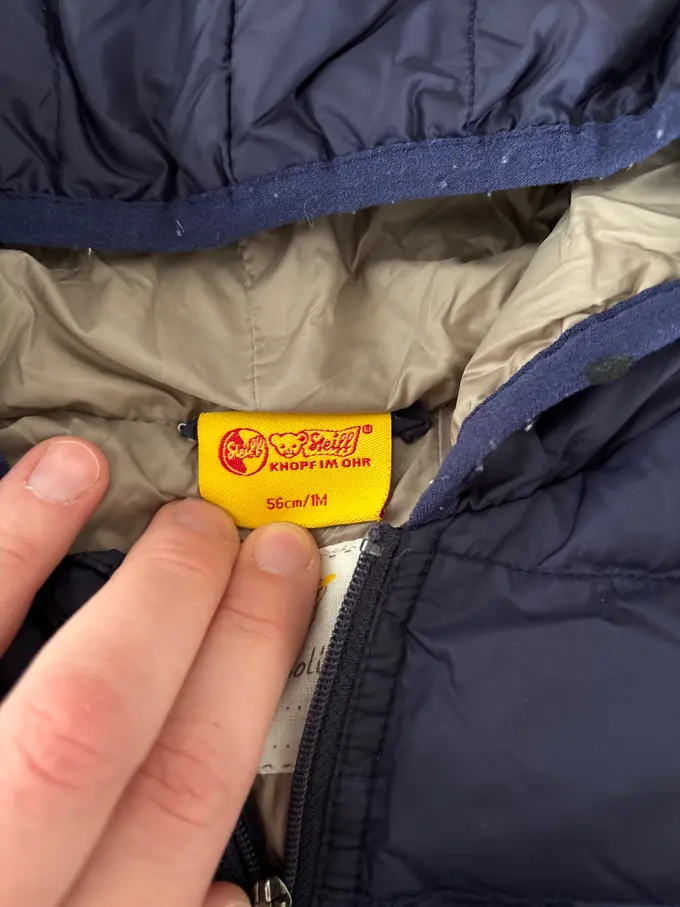 Steiff Steiff®
KNOPF IM OHR
56cm/1M